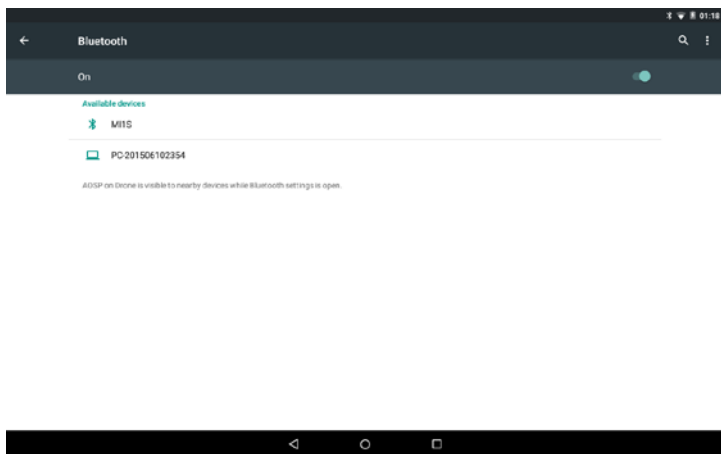 01:18
Bluetooth
On
Available devices
MI1S
PC-201506102354
AOSP on Drone is visible to nearby devices while Bluetooth settings is open.